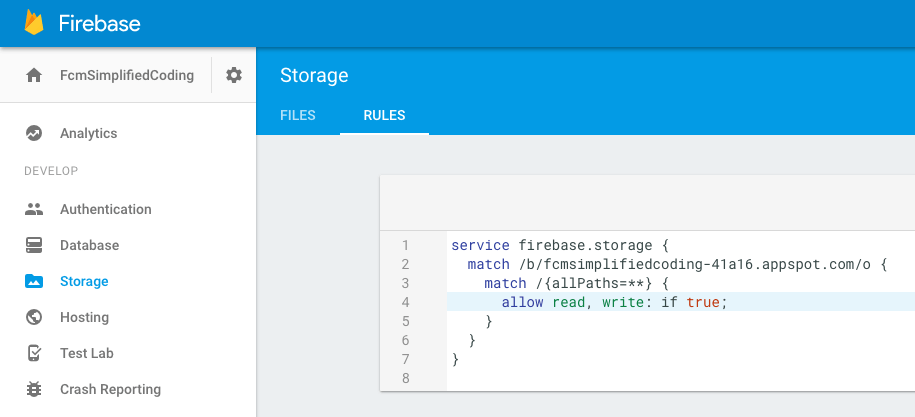 Firebase
FcmSimplifiedCoding
Storage
FILES RULES
Analytics
DEVELOP
Authentication
Database
Storage
Hosting
Test Lab
Crash Reporting
1 service firebase.storage {
2 match /b/fcmsimplifiedcoding-41a16.appspot.com/o {
3 match /{allPaths=**} {
4 allow read, write: if true;
5 }
6 }
7 }
8